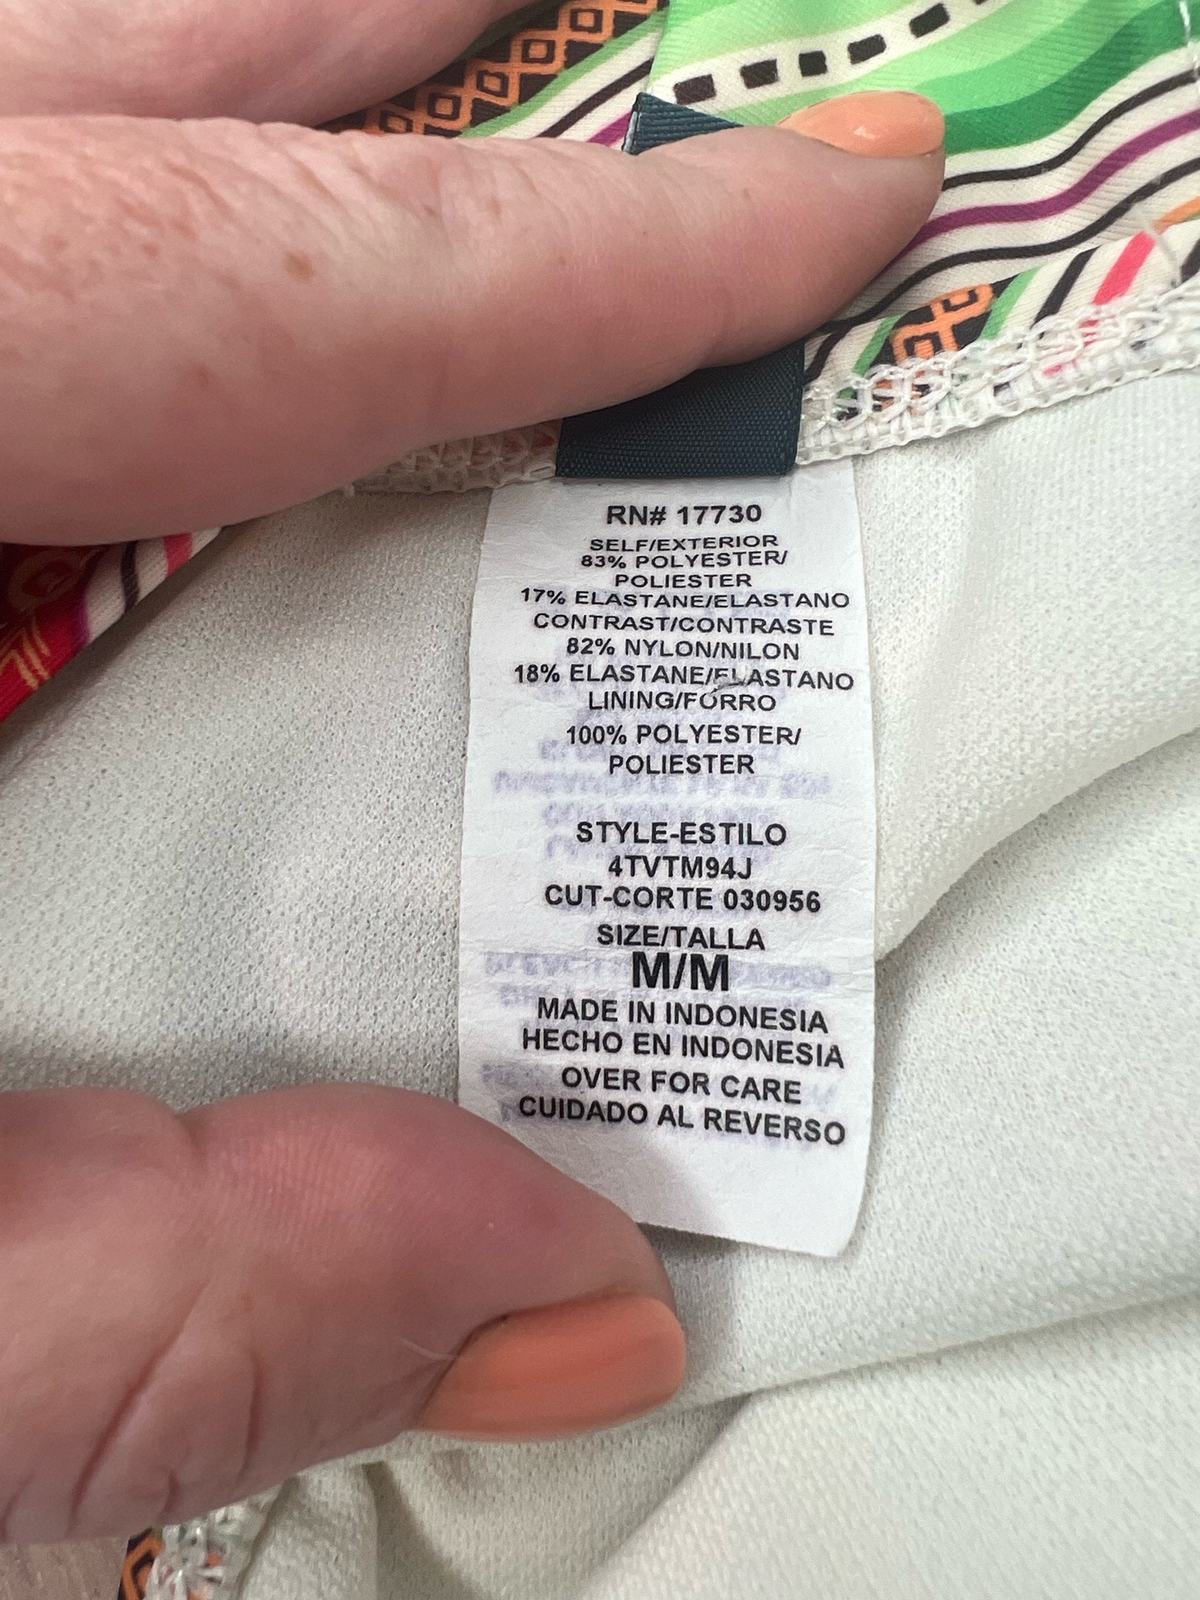 RN# 17730
SELF/EXTERIOR
83% POLYESTER/
POLIESTER
17% ELASTANE/ELASTANO
CONTRAST/CONTRASTE
82% NYLON/NILON
18% ELASTANE/ELASTANO
LINING/FORRO
100% POLYESTER/
POLIESTER
STYLE-ESTILO
4TVTM94J
CUT-CORTE 030956
SIZE/TALLA
M/M
MADE IN INDONESIA
HECHO EN INDONESIA
OVER FOR CARE
CUIDADO AL REVERSO